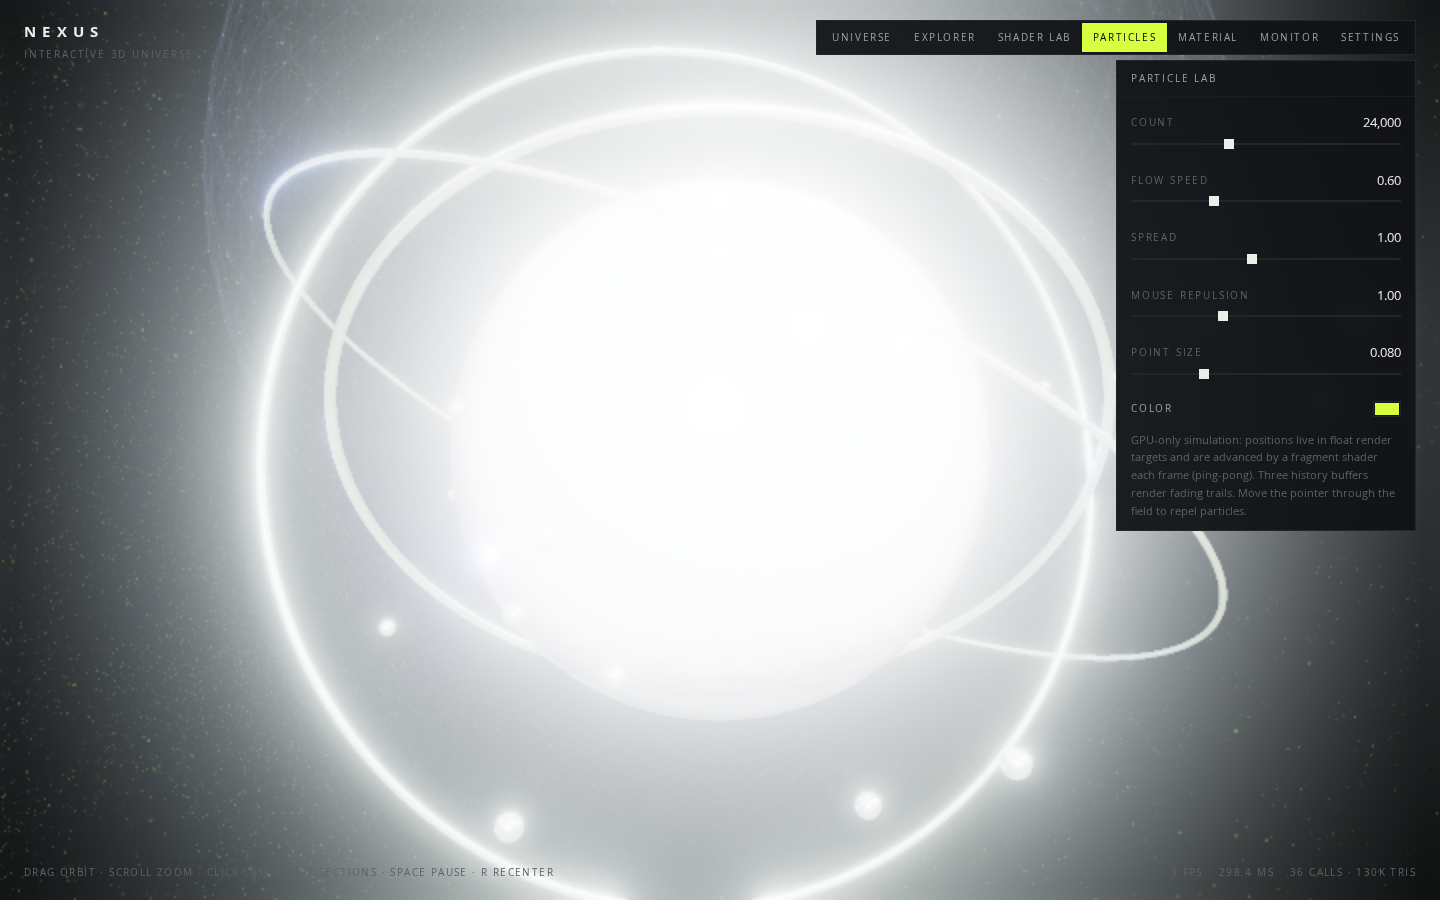 NEXUS
INTERACTIVE 3D UNIVERSE
UNIVERSE EXPLORER SHADER LAB PARTICLES MATERIAL MONITOR SETTINGS
PARTICLE LAB
COUNT 24,000
FLOW SPEED 0.60
SPREAD 1.00
MOUSE REPULSION 1.00
POINT SIZE 0.080
COLOR
GPU-only simulation: positions live in float render
targets and are advanced by a fragment shader
each frame (ping-pong). Three history buffers
render fading trails. Move the pointer through the
field to repel particles.
DRAG ORBIT · SCROLL ZOOM · CLICK SECTIONS · SPACE PAUSE · R RECENTER
3 FPS 298.4 MS 36 CALLS · 130K TRIS